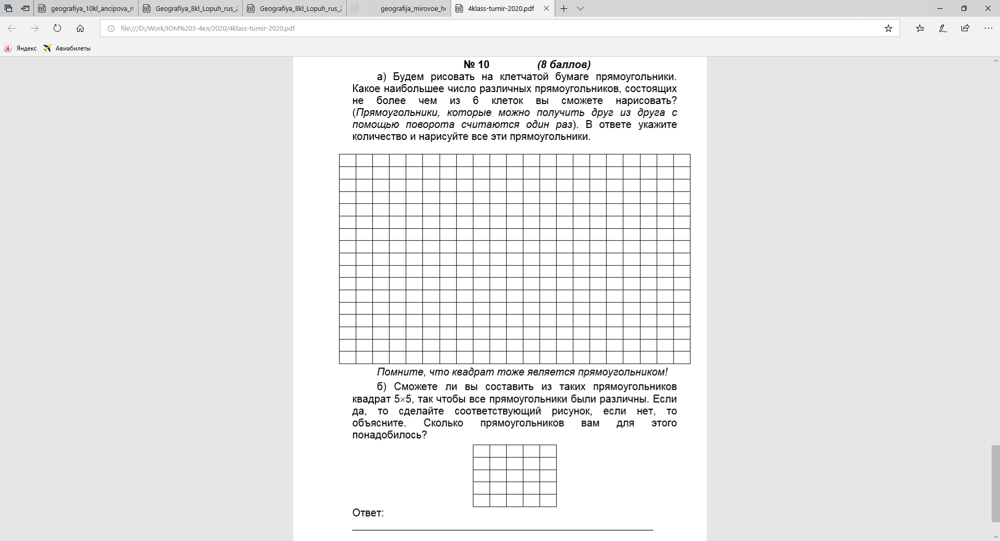 geografiya_10kl_ancipova_ru
Geografiya_8kl_Lopuh_rus_2
Geografiya_8kl_Lopuh_rus_2
geografija_mirovoe_ho
4klass-turnir-2020.pdf
file:///D:/Work/ЮМ%203-4кл/2020/4klass-turnir-2020.pdf
Яндекс
Авиабилеты
№ 10 (8 баллов)
а) Будем рисовать на клетчатой бумаге прямоугольники.
Какое наибольшее число различных прямоугольников, состоящих
не более чем из 6 клеток вы сможете нарисовать?
(Прямоугольники, которые можно получить друг из друга с
помощью поворота считаются один раз). В ответе укажите
количество и нарисуйте все эти прямоугольники.
Помните, что квадрат тоже является прямоугольником!
б) Сможете ли вы составить из таких прямоугольников
квадрат 5×5, так чтобы все прямоугольники были различны. Если
да, то сделайте соответствующий рисунок, если нет, то
объясните. Сколько прямоугольников вам для этого
понадобилось?
Ответ: